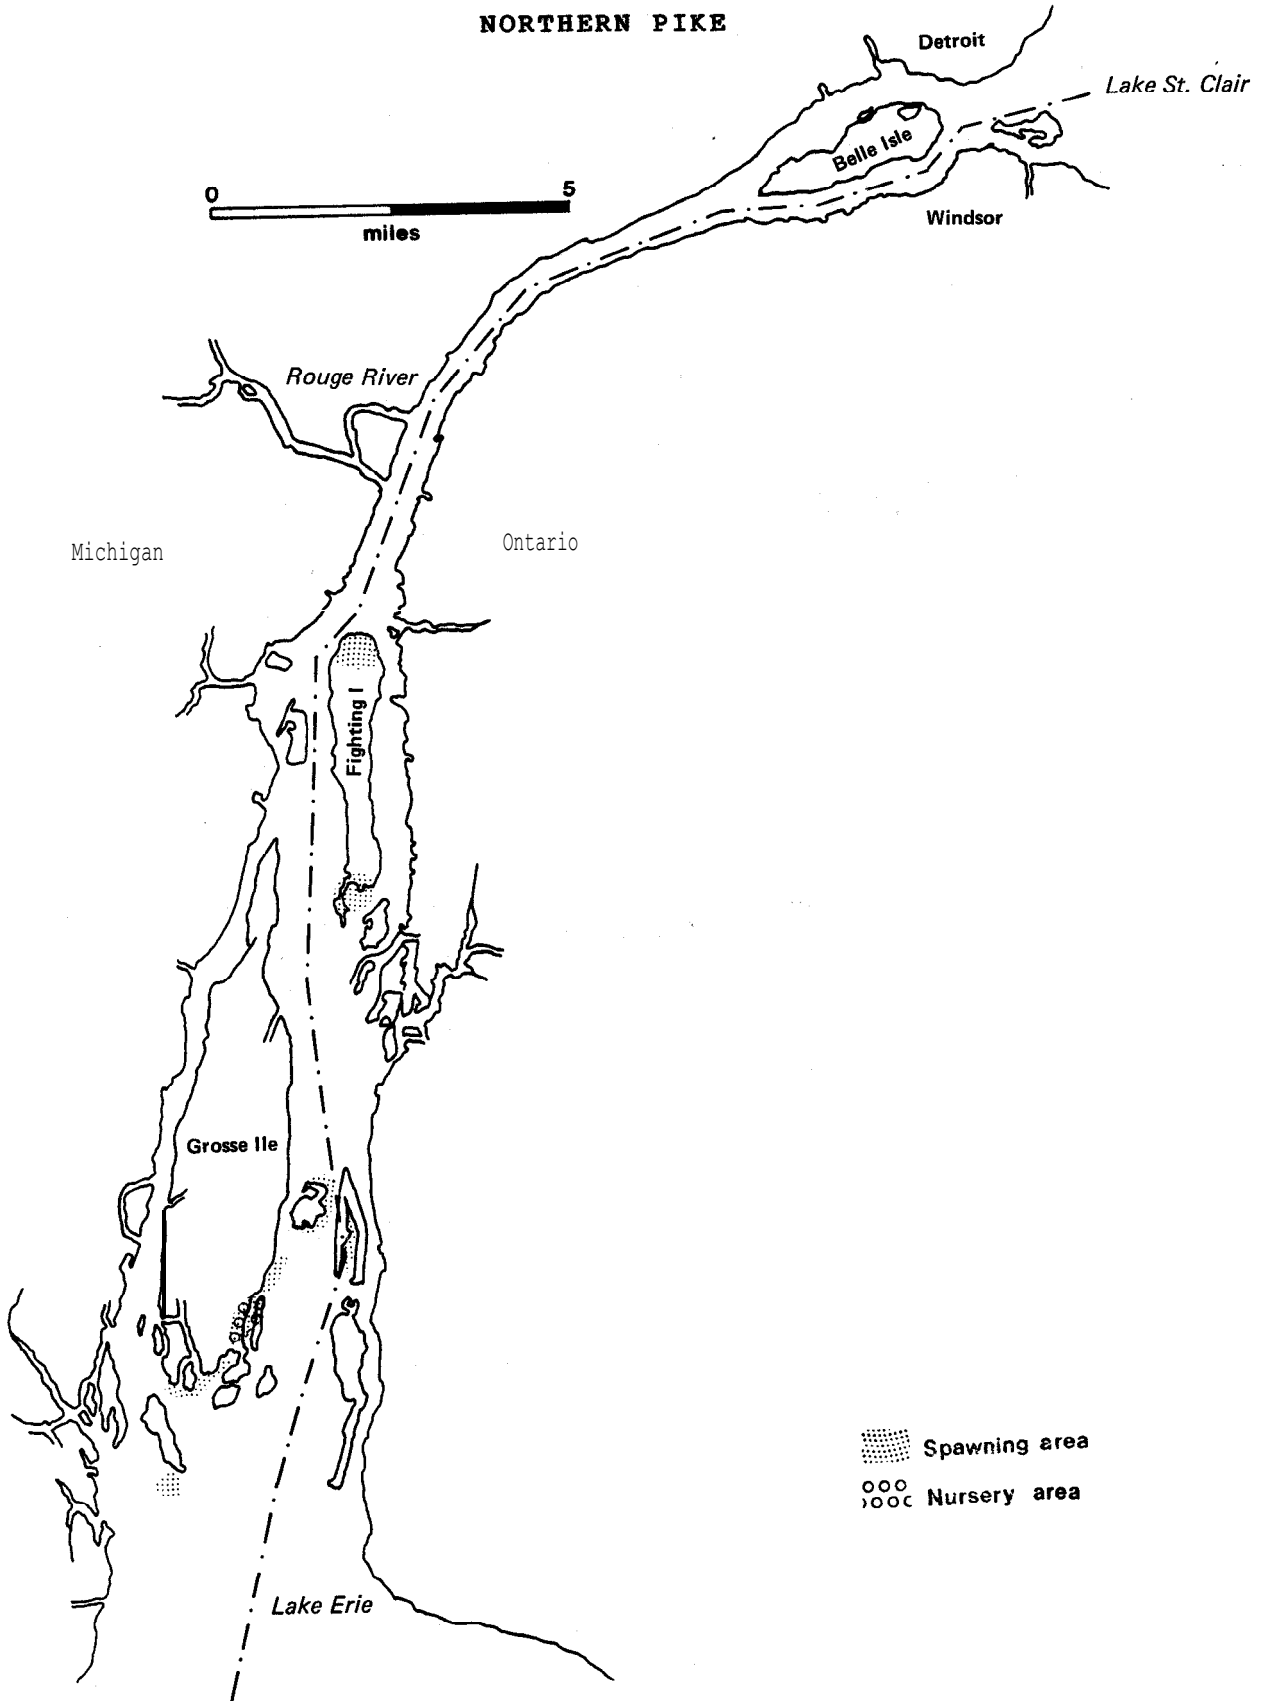 NORTHERN PIKE
Detroit
Lake St. Clair
Belle Isle
0 5
miles
Windsor
Rouge River
Michigan
Ontario
Fighting I
Grosse Ile
Spawning area
Nursery area
Lake Erie